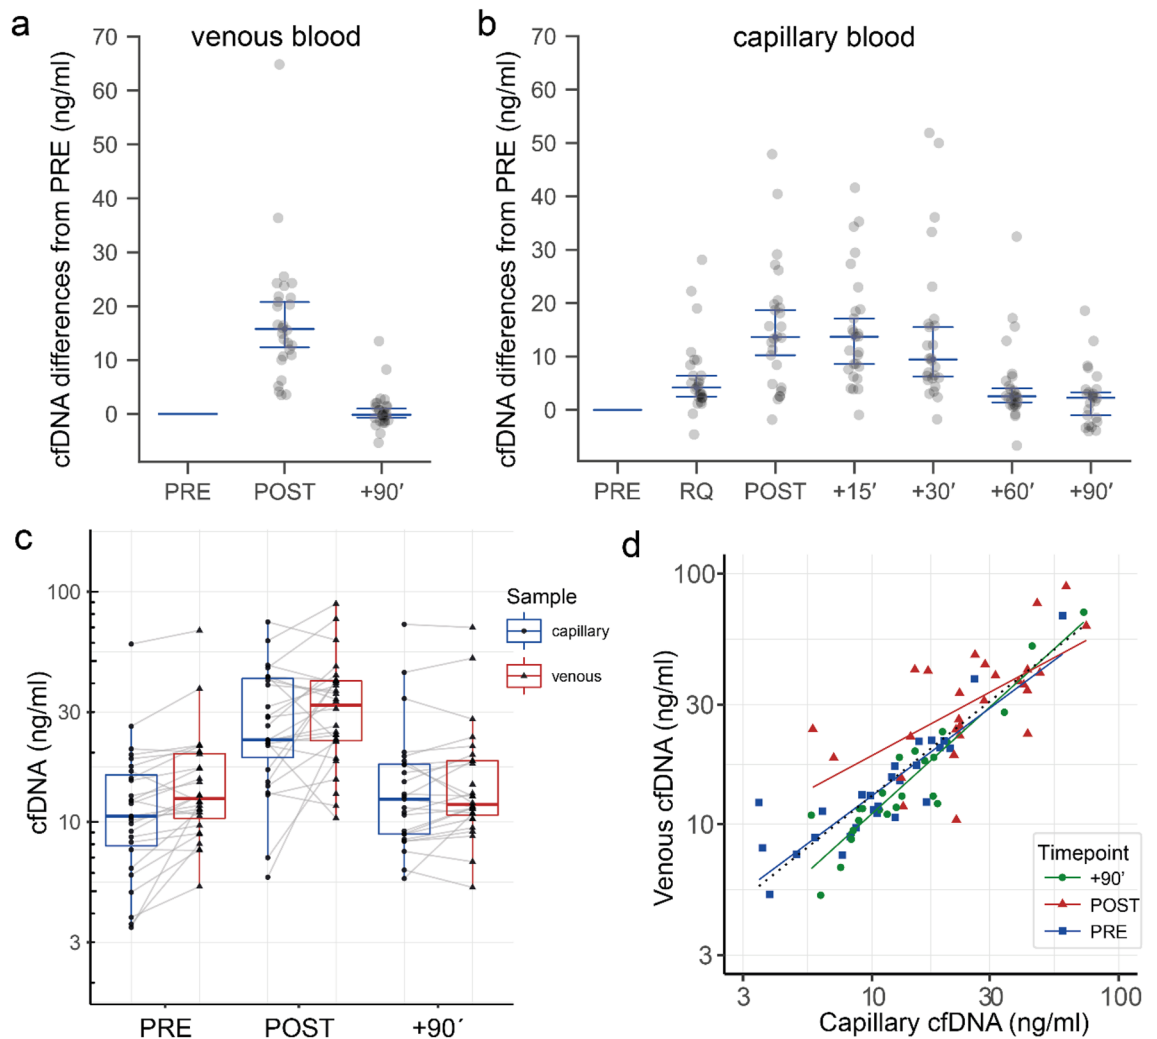 a
venous blood
cfDNA differences from PRE (ng/ml)
70
60
50
40
30
20
10
0
PRE POST +90′
b
capillary blood
cfDNA differences from PRE (ng/ml)
70
60
50
40
30
20
10
0
PRE RQ POST +15′ +30′ +60′ +90′
c
cfDNA (ng/ml)
100
30
10
3
PRE POST +90´
Sample
capillary
venous
d
Venous cfDNA (ng/ml)
100
30
10
3
3 10 30 100
Capillary cfDNA (ng/ml)
Timepoint
+90’
POST
PRE